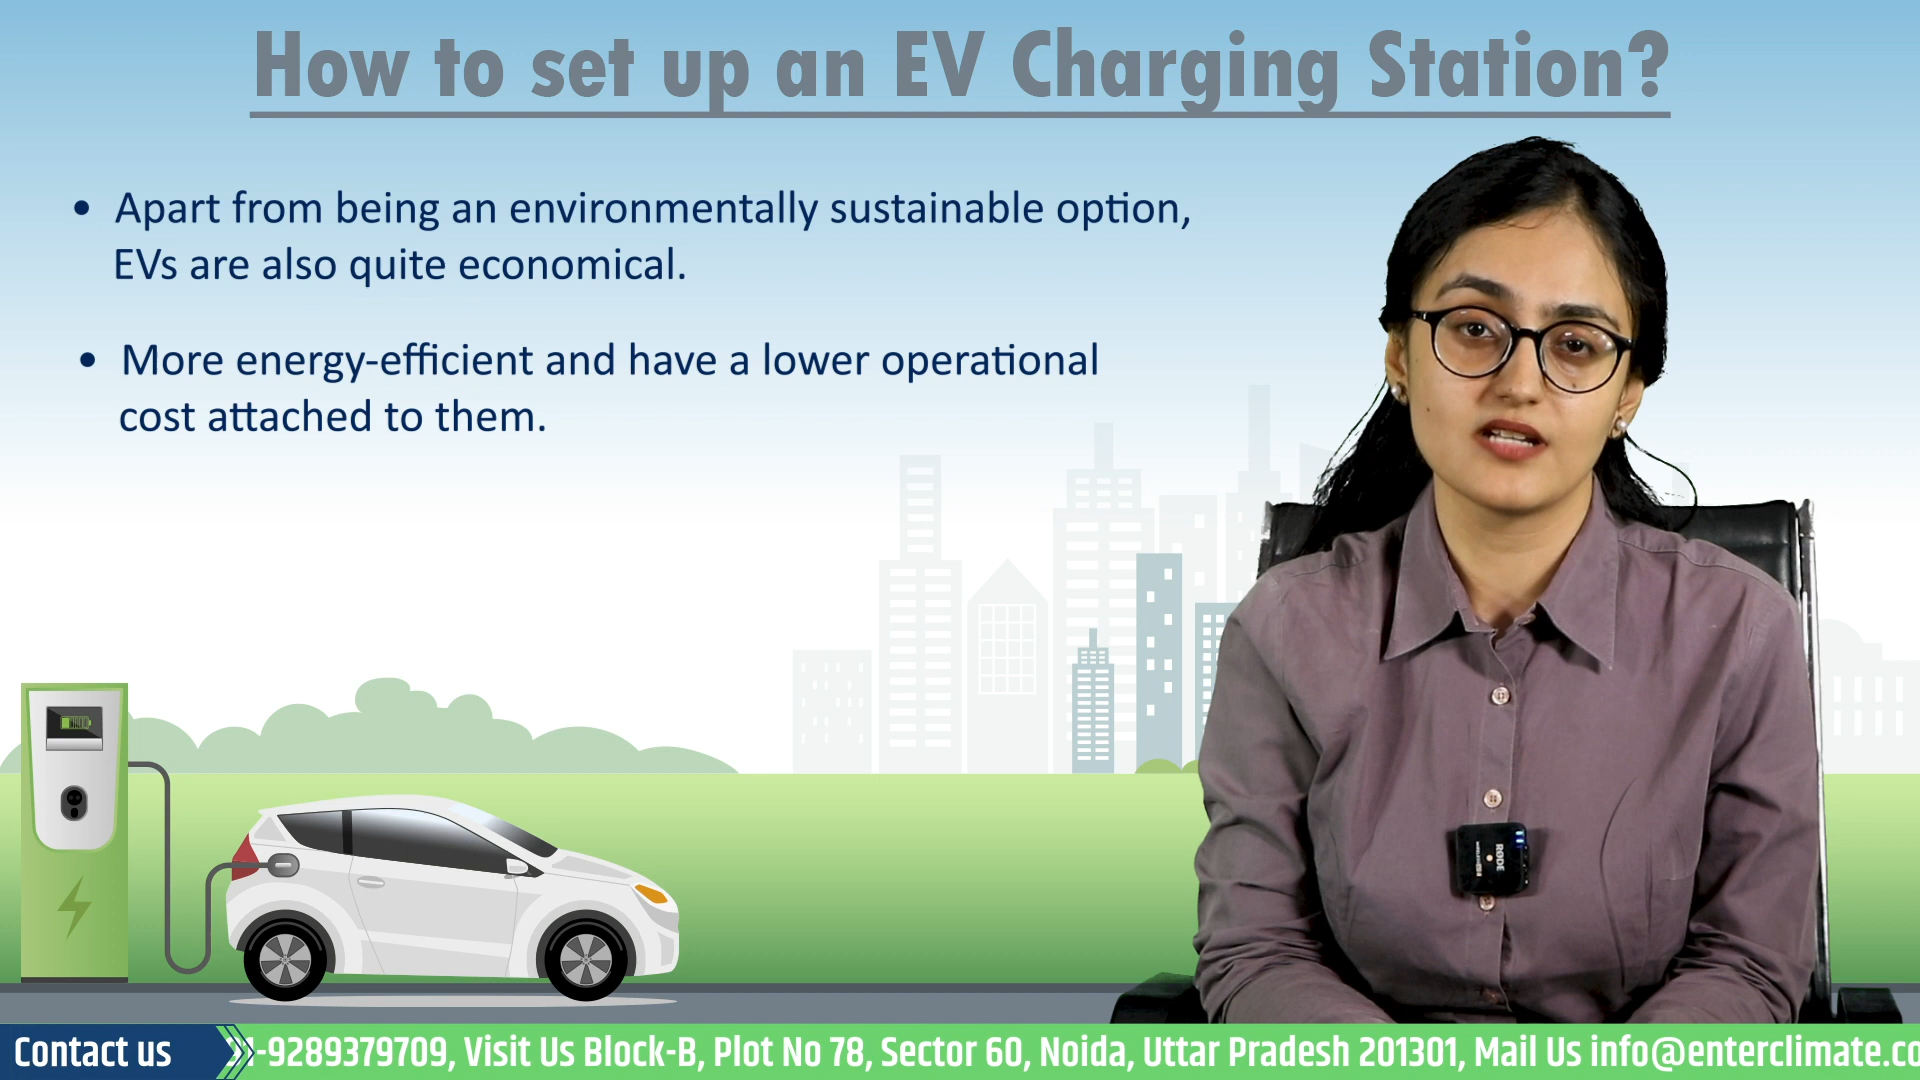 How to set up an EV Charging Station?
• Apart from being an environmentally sustainable option,
EVs are also quite economical.
• More energy-efficient and have a lower operational
cost attached to them.
RØDE
Contact us
-9289379709, Visit Us Block-B, Plot No 78, Sector 60, Noida, Uttar Pradesh 201301, Mail Us info@enterclimate.co